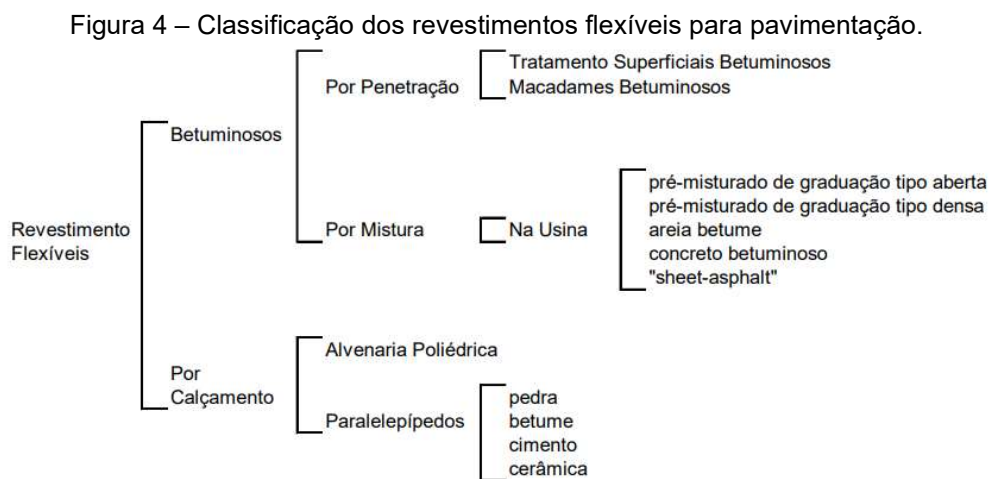 Figura 4 – Classificação dos revestimentos flexíveis para pavimentação.
Revestimento
Flexíveis
Betuminosos
Por Penetração
Tratamento Superficiais Betuminosos
Macadames Betuminosos
Por Mistura
Na Usina
pré-misturado de graduação tipo aberta
pré-misturado de graduação tipo densa
areia betume
concreto betuminoso
"sheet-asphalt"
Por
Calçamento
Alvenaria Poliédrica
Paralelepípedos
pedra
betume
cimento
cerâmica